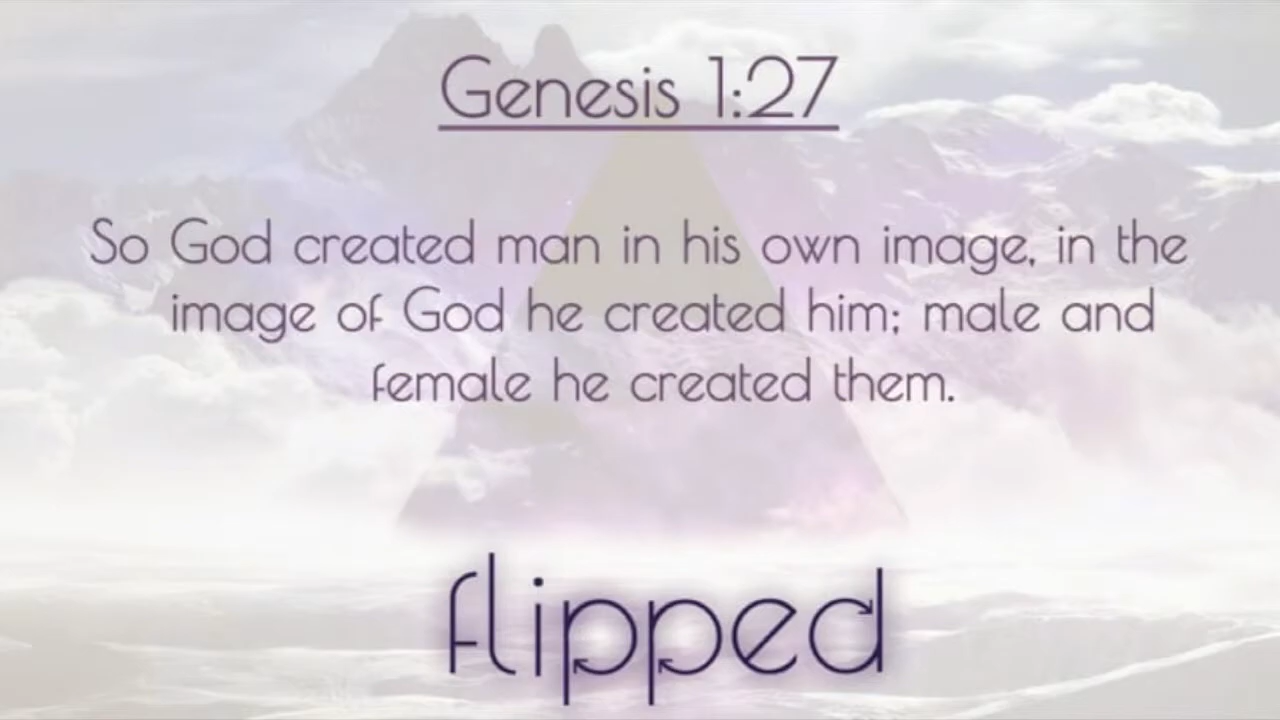 Genesis 1:27
So God created man in his own image, in the
image of God he created him; male and
female he created them.
flipped